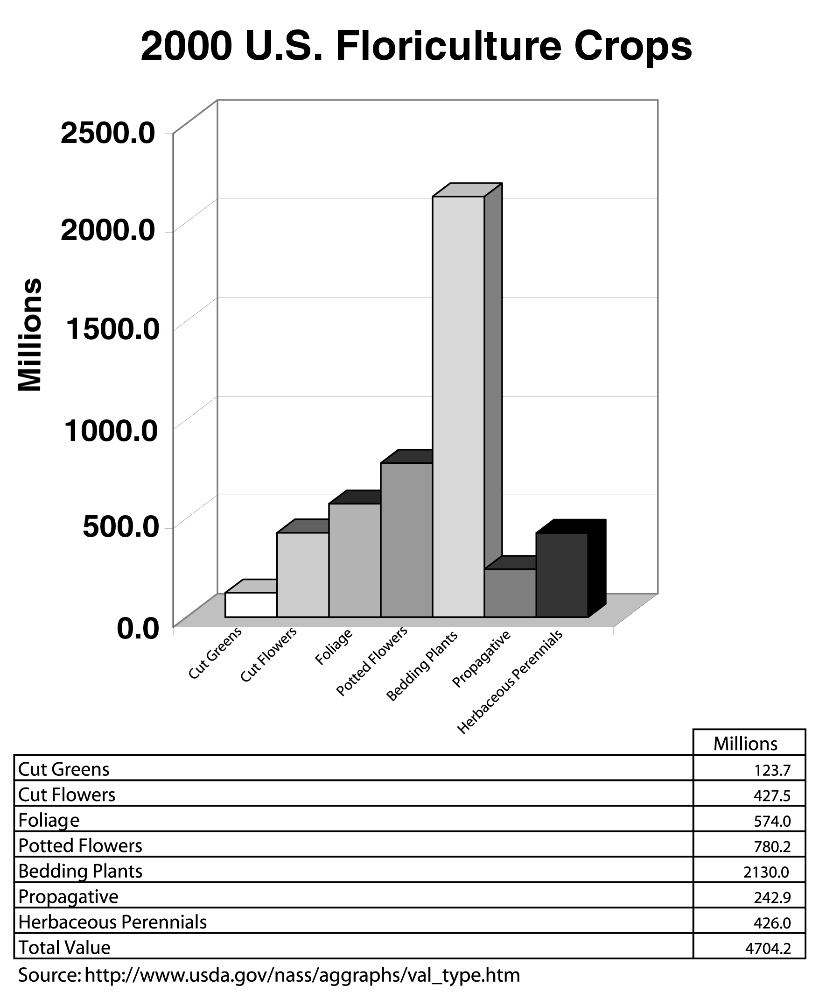 2000 U.S. Floriculture Crops
2500.0
2000.0
1500.0
1000.0
500.0
0.0
Millions
Cut Greens
Cut Flowers
Foliage
Potted Flowers
Bedding Plants
Propagative
Herbaceous Perennials
Millions
Cut Greens 123.7
Cut Flowers 427.5
Foliage 574.0
Potted Flowers 780.2
Bedding Plants 2130.0
Propagative 242.9
Herbaceous Perennials 426.0
Total Value 4704.2
Source: http://www.usda.gov/nass/aggraphs/val_type.htm